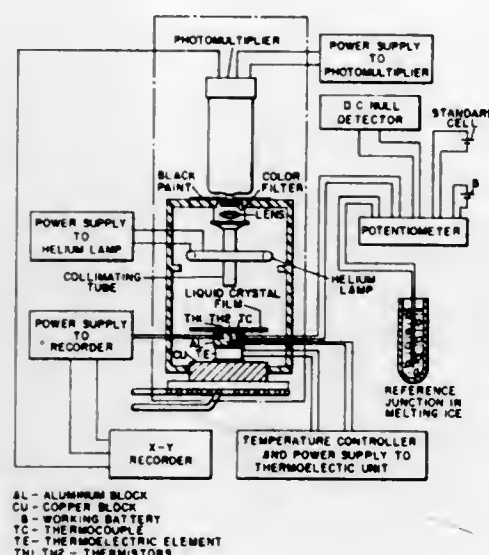 PHOTOMULTIPLIER
POWER SUPPLY
TO
PHOTOMULTIPLIER
D.C NULL
DETECTOR
STANDARD
CELL
BLACK
PAINT
COLOR
FILTER
LENS
B
POTENTIOMETER
POWER SUPPLY
TO
HELIUM LAMP
HELIUM
LAMP
COLLIMATING
TUBE
LIQUID CRYSTAL
FILM
TH1 TH2 TC
POWER SUPPLY
TO
RECORDER
AL
CU TE
REFERENCE
JUNCTION IN
MELTING ICE
X-Y
RECORDER
TEMPERATURE CONTROLLER
AND POWER SUPPLY TO
THERMOELECTIC UNIT
AL - ALUMINUM BLOCK
CU - COPPER BLOCK
B - WORKING BATTERY
TC - THERMOCOUPLE
TE - THERMOELECTRIC ELEMENT
TH1, TH2 - THERMISTORS